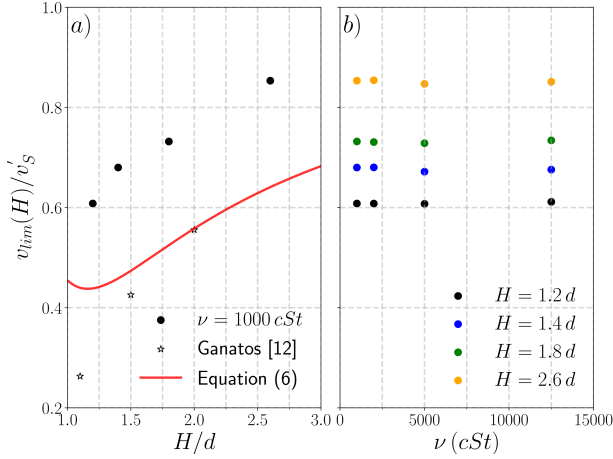 a)
b)
1.0
0.8
0.6
0.4
0.2
v_lim(H)/v'_S
ν = 1000 cSt
Ganatos [12]
Equation (6)
H = 1.2 d
H = 1.4 d
H = 1.8 d
H = 2.6 d
1.0 1.5 2.0 2.5 3.0
0 5000 10000 15000
H/d
ν (cSt)